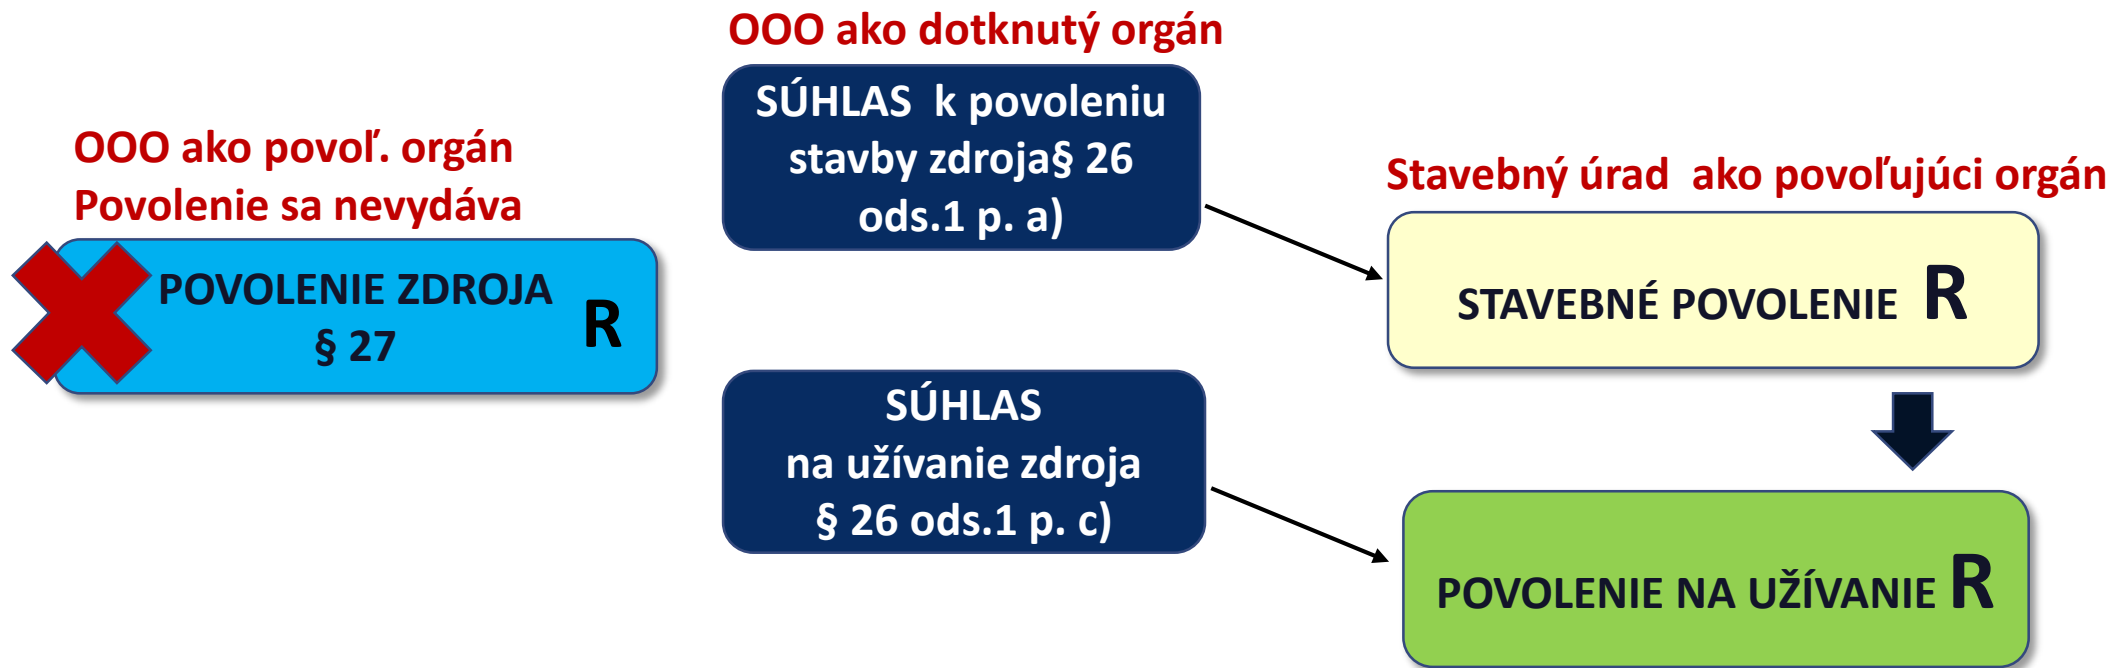 OOO ako povoľ. orgán
Povolenie sa nevydáva
POVOLENIE ZDROJA
§ 27
R
OOO ako dotknutý orgán
SÚHLAS  k povoleniu
stavby zdroja§ 26
ods.1 p. a)
SÚHLAS
na užívanie zdroja
§ 26 ods.1 p. c)
Stavebný úrad  ako povoľujúci orgán
STAVEBNÉ POVOLENIE R
POVOLENIE NA UŽÍVANIE R